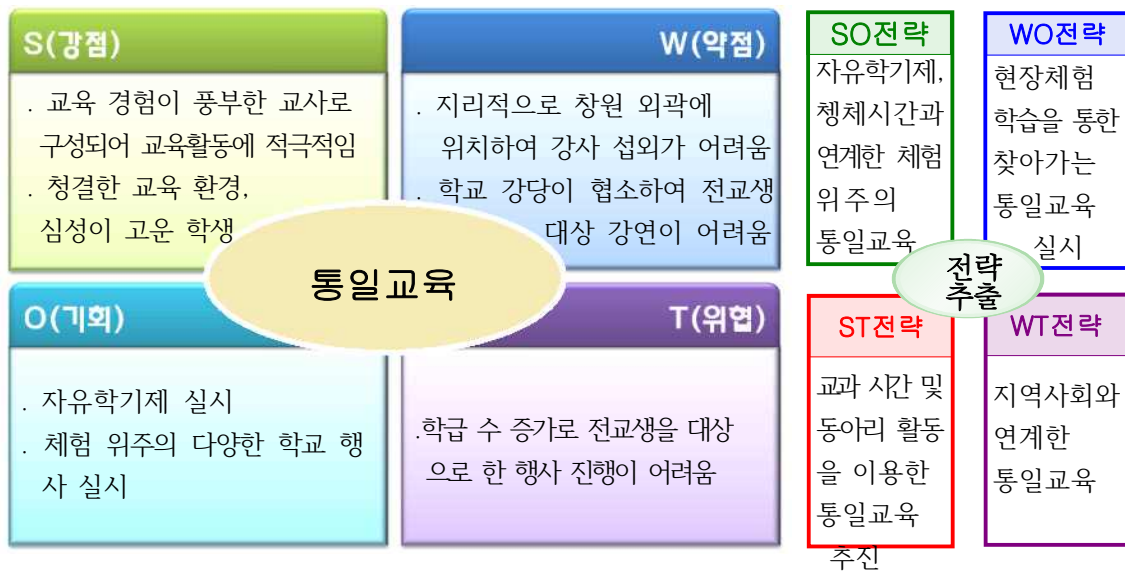 S(강점)
. 교육 경험이 풍부한 교사로
구성되어 교육활동에 적극적임
. 청결한 교육 환경,
심성이 고운 학생
W(약점)
. 지리적으로 창원 외곽에
위치하여 강사 섭외가 어려움
. 학교 강당이 협소하여 전교생
대상 강연이 어려움
통일교육
O(기회)
. 자유학기제 실시
. 체험 위주의 다양한 학교 행
사 실시
T(위협)
.학급 수 증가로 전교생을 대상
으로 한 행사 진행이 어려움
SO전략
자유학기제,
쳉체시간과
연계한 체험
위주의
통일교육
WO전략
현장체험
학습을 통한
찾아가는
통일교육
실시
전략
추출
ST전략
교과 시간 및
동아리 활동
을 이용한
통일교육
추진
WT전략
지역사회와
연계한
통일교육